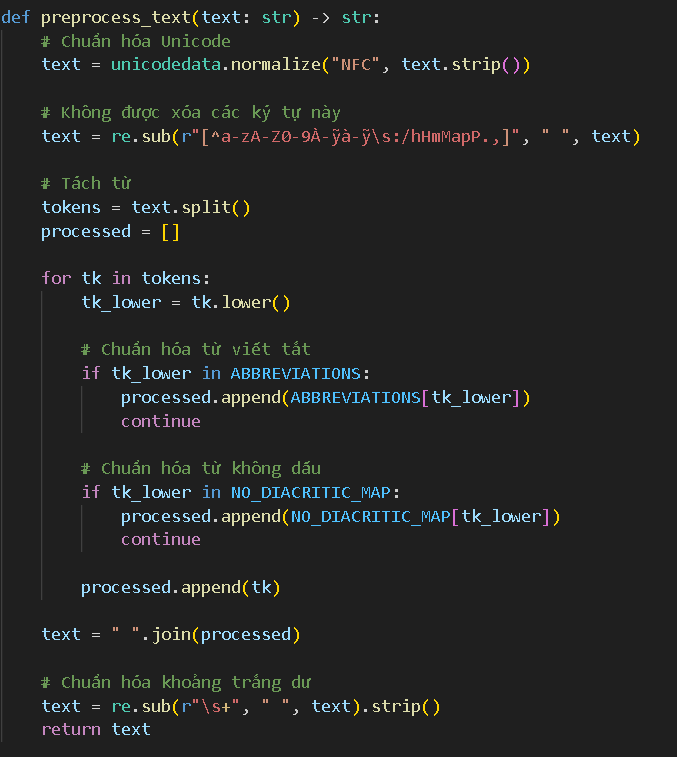 def preprocess_text(text: str) -> str:
# Chuẩn hóa Unicode
text = unicodedata.normalize("NFC", text.strip())
# Không được xóa các ký tự này
text = re.sub(r"[^a-zA-Z0-9À-ỹà-ỹ\s:/hHmMapP.,]", " ", text)
# Tách từ
tokens = text.split()
processed = []
for tk in tokens:
tk_lower = tk.lower()
# Chuẩn hóa từ viết tắt
if tk_lower in ABBREVIATIONS:
processed.append(ABBREVIATIONS[tk_lower])
continue
# Chuẩn hóa từ không dấu
if tk_lower in NO_DIACRITIC_MAP:
processed.append(NO_DIACRITIC_MAP[tk_lower])
continue
processed.append(tk)
text = " ".join(processed)
# Chuẩn hóa khoảng trắng dư
text = re.sub(r"\s+", " ", text).strip()
return text